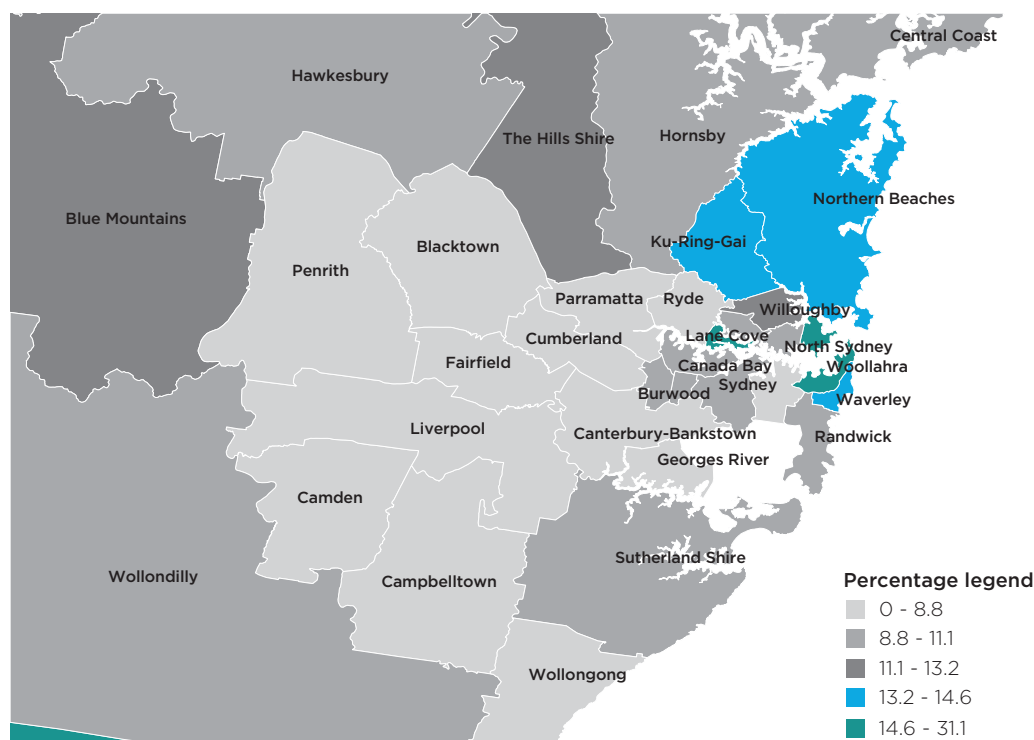 Central Coast
Hawkesbury
The Hills Shire
Hornsby
Northern Beaches
Blue Mountains
Ku-Ring-Gai
Blacktown
Penrith
Parramatta
Ryde
Willoughby
Cumberland
Lane Cove
North Sydney
Fairfield
Canada Bay
Woollahra
Sydney
Burwood
Waverley
Liverpool
Canterbury-Bankstown
Randwick
Georges River
Camden
Sutherland Shire
Wollondilly
Campbelltown
Wollongong
Percentage legend
0 - 8.8
8.8 - 11.1
11.1 - 13.2
13.2 - 14.6
14.6 - 31.1